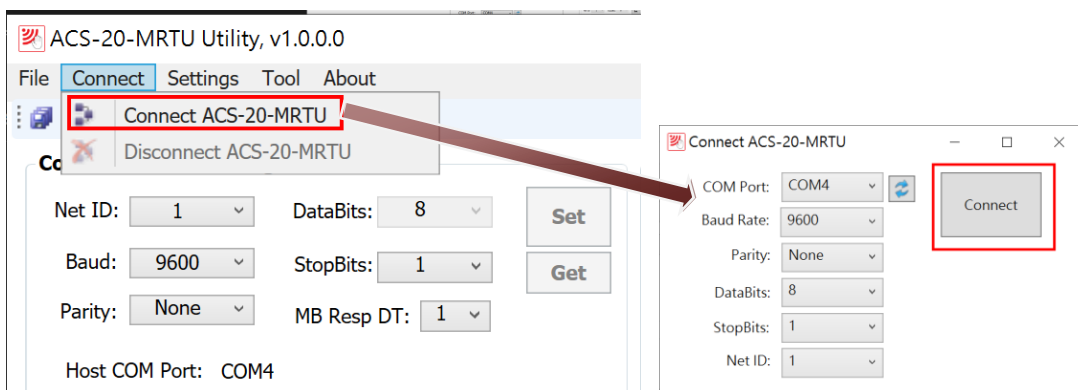 ACS-20-MRTU Utility, v1.0.0.0
File Connect Settings Tool About
Connect ACS-20-MRTU
Disconnect ACS-20-MRTU
Co
Net ID: 1 DataBits: 8 Set
Baud: 9600 StopBits: 1 Get
Parity: None MB Resp DT: 1
Host COM Port: COM4
Connect ACS-20-MRTU
COM Port: COM4 Connect
Baud Rate: 9600
Parity: None
DataBits: 8
StopBits: 1
Net ID: 1